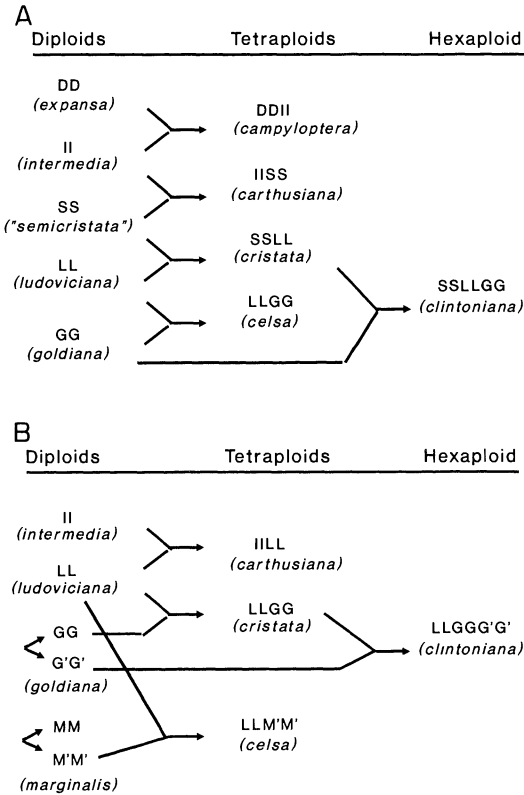 A
Diploids Tetraploids Hexaploid
DD
(expansa)
DDII
(campyloptera)
II
(intermedia)
IISS
(carthusiana)
SS
("semicristata")
SSLL
(cristata)
LL
(ludoviciana)
SSLLGG
(clintoniana)
LLGG
(celsa)
GG
(goldiana)
B
Diploids Tetraploids Hexaploid
II
(intermedia)
IILL
(carthusiana)
LL
(ludoviciana)
LLGG
(cristata)
GG
LLGGG'G'
(clintoniana)
G'G'
(goldiana)
MM
LLM'M'
(celsa)
M'M'
(marginalis)